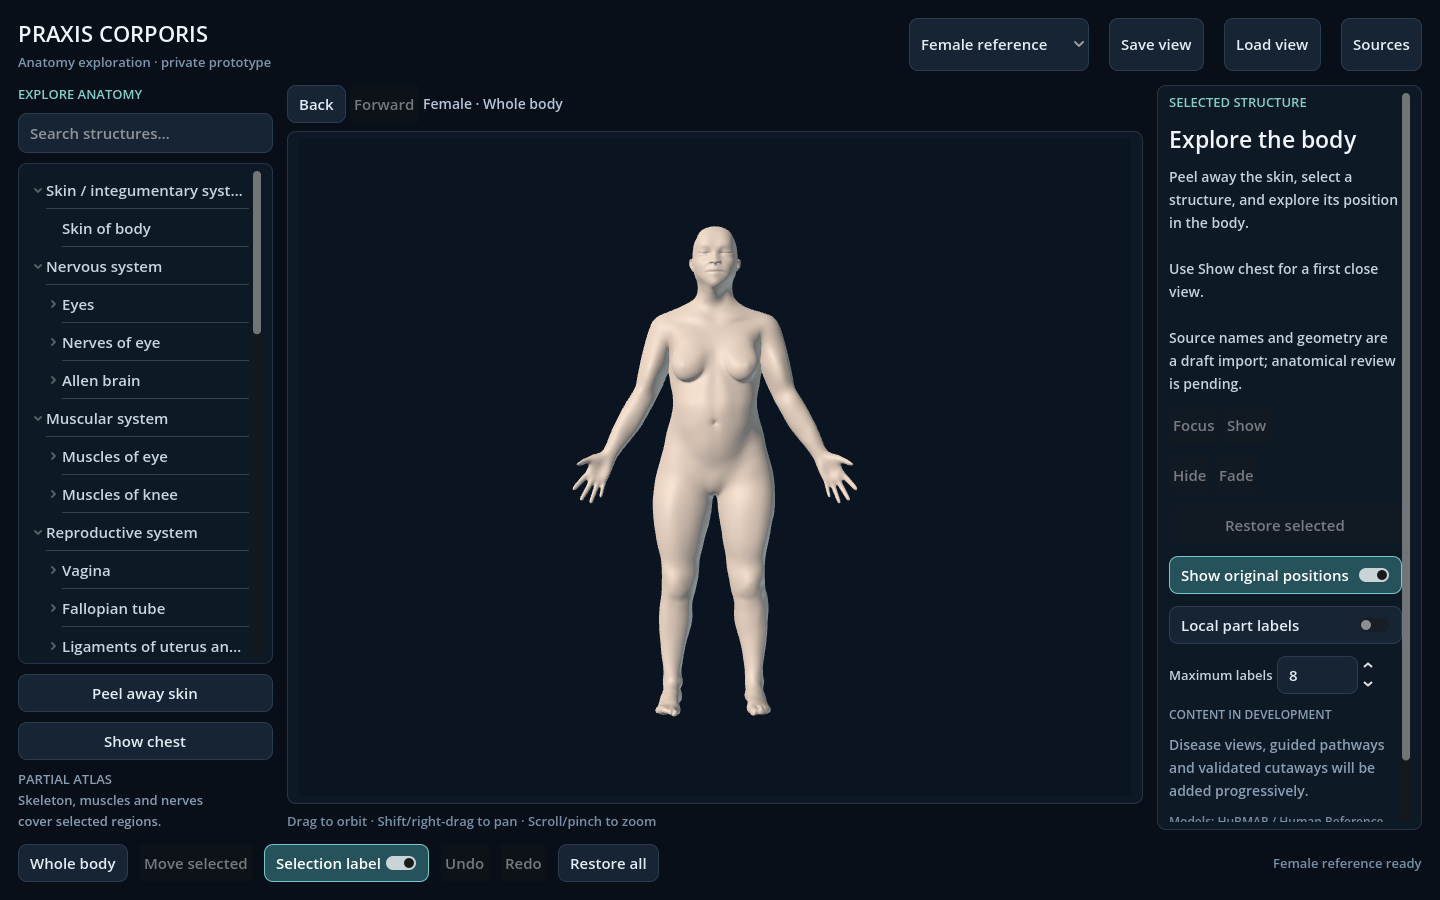 PRAXIS CORPORIS
Anatomy exploration · private prototype
Female reference
Save view
Load view
Sources
EXPLORE ANATOMY
Search structures...
Skin / integumentary syst...
Skin of body
Nervous system
Eyes
Nerves of eye
Allen brain
Muscular system
Muscles of eye
Muscles of knee
Reproductive system
Vagina
Fallopian tube
Ligaments of uterus an...
Peel away skin
Show chest
PARTIAL ATLAS
Skeleton, muscles and nerves
cover selected regions.
Back
Forward
Female · Whole body
Drag to orbit · Shift/right-drag to pan · Scroll/pinch to zoom
SELECTED STRUCTURE
Explore the body
Peel away the skin, select a
structure, and explore its position
in the body.
Use Show chest for a first close
view.
Source names and geometry are
a draft import; anatomical review
is pending.
Focus
Show
Hide
Fade
Restore selected
Show original positions
Local part labels
Maximum labels
8
CONTENT IN DEVELOPMENT
Disease views, guided pathways
and validated cutaways will be
added progressively.
Models: HuBMAP / Human Reference
Whole body
Move selected
Selection label
Undo
Redo
Restore all
Female reference ready